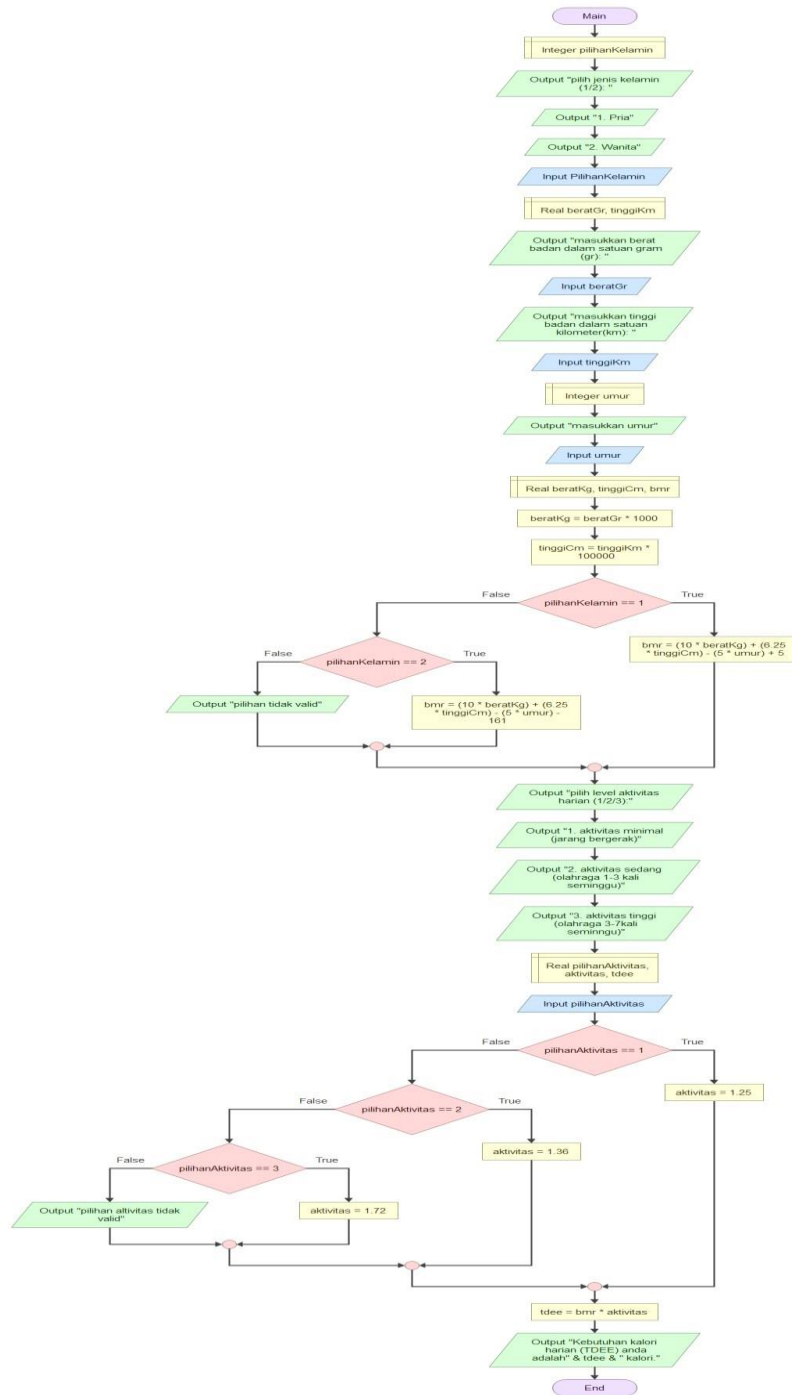 Main
Integer pilihanKelamin
Output "pilih jenis kelamin
(1/2): "
Output "1. Pria"
Output "2. Wanita"
Input PilihanKelamin
Real beratGr, tinggiKm
Output "masukkan berat
badan dalam satuan gram
(gr): "
Input beratGr
Output "masukkan tinggi
badan dalam satuan
kilometer(km): "
Input tinggiKm
Integer umur
Output "masukkan umur"
Input umur
Real beratKg, tinggiCm, bmr
beratKg = beratGr * 1000
tinggiCm = tinggiKm *
100000
False
pilihanKelamin == 1
True
False
pilihanKelamin == 2
True
bmr = (10 * beratKg) + (6.25
* tinggiCm) - (5 * umur) + 5
Output "pilihan tidak valid"
bmr = (10 * beratKg) + (6.25
* tinggiCm) - (5 * umur) -
161
Output "pilih level aktivitas
harian (1/2/3):"
Output "1. aktivitas minimal
(jarang bergerak)"
Output "2. aktivitas sedang
(olahraga 1-3 kali
seminggu)"
Output "3. aktivitas tinggi
(olahraga 3-7kali
seminngu)"
Real pilihanAktivitas,
aktivitas, tdee
Input pilihanAktivitas
False
pilihanAktivitas == 1
True
False
pilihanAktivitas == 2
True
aktivitas = 1.25
False
pilihanAktivitas == 3
True
aktivitas = 1.36
Output "pilihan altivitas tidak
valid"
aktivitas = 1.72
tdee = bmr * aktivitas
Output "Kebutuhan kalori
harian (TDEE) anda
adalah" & tdee & " kalori."
End